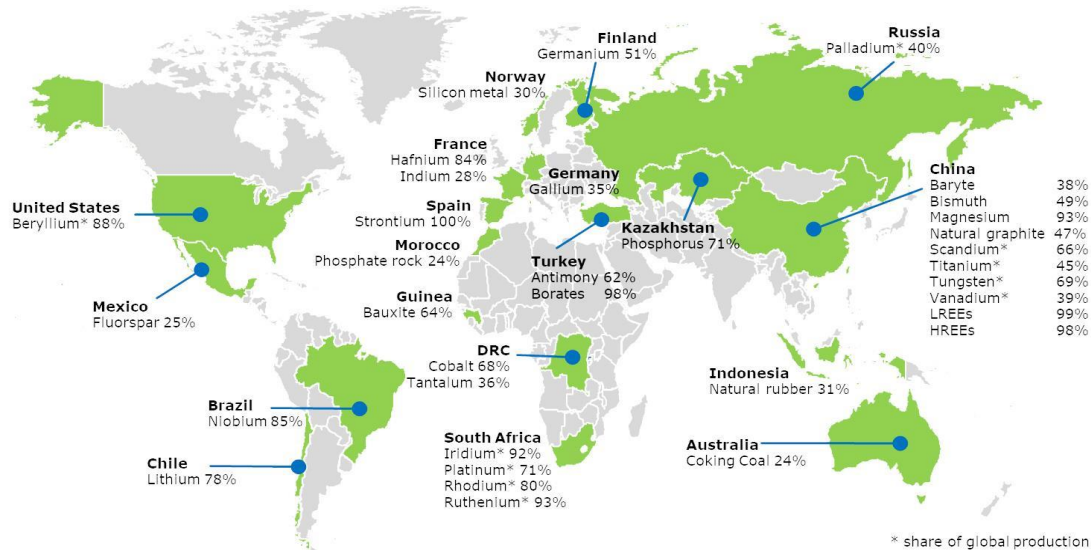 Finland
Germanium 51%
Russia
Palladium* 40%
Norway
Silicon metal 30%
France
Hafnium 84%
Indium 28%
Germany
Gallium 35%
China
Baryte 38%
Bismuth 49%
Magnesium 93%
Natural graphite 47%
Scandium* 66%
Titanium* 45%
Tungsten* 69%
Vanadium* 39%
LREEs 99%
HREEs 98%
United States
Beryllium* 88%
Spain
Strontium 100%
Kazakhstan
Phosphorus 71%
Morocco
Phosphate rock 24%
Turkey
Antimony 62%
Borates 98%
Mexico
Fluorspar 25%
Guinea
Bauxite 64%
DRC
Cobalt 68%
Tantalum 36%
Indonesia
Natural rubber 31%
Brazil
Niobium 85%
South Africa
Iridium* 92%
Platinum* 71%
Rhodium* 80%
Ruthenium* 93%
Australia
Coking Coal 24%
Chile
Lithium 78%
* share of global production